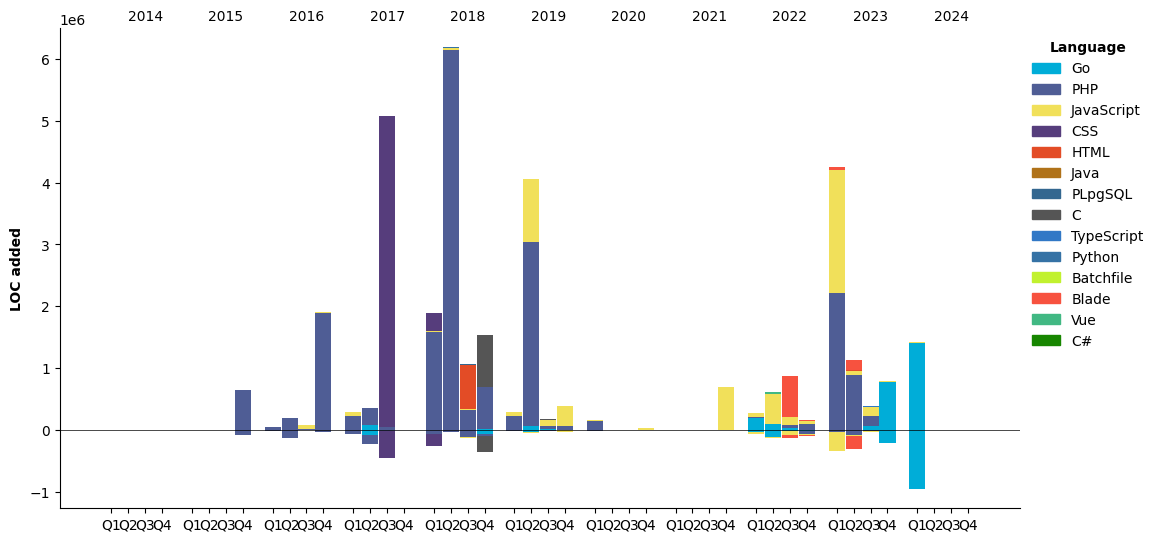 1e6
2014 2015 2016 2017 2018 2019 2020 2021 2022 2023 2024
6
5
4
3
2
1
0
−1
LOC added
Q1Q2Q3Q4 Q1Q2Q3Q4 Q1Q2Q3Q4 Q1Q2Q3Q4 Q1Q2Q3Q4 Q1Q2Q3Q4 Q1Q2Q3Q4 Q1Q2Q3Q4 Q1Q2Q3Q4 Q1Q2Q3Q4 Q1Q2Q3Q4
Language
Go
PHP
JavaScript
CSS
HTML
Java
PLpgSQL
C
TypeScript
Python
Batchfile
Blade
Vue
C#